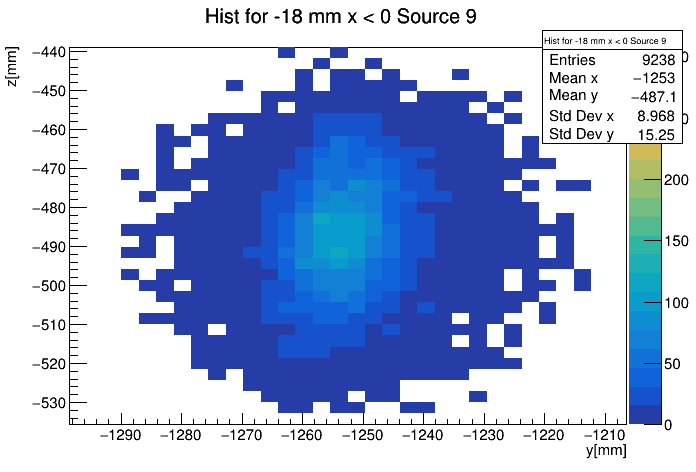 Hist for -18 mm x < 0 Source 9
z[mm]
−440
−450
−460
−470
−480
−490
−500
−510
−520
−530
−1290
−1280
−1270
−1260
−1250
−1240
−1230
−1220
−1210
y[mm]
Hist for -18 mm x < 0 Source 9
Entries 9238
Mean x −1253
Mean y −487.1
Std Dev x 8.968
Std Dev y 15.25
200
150
100
50
0